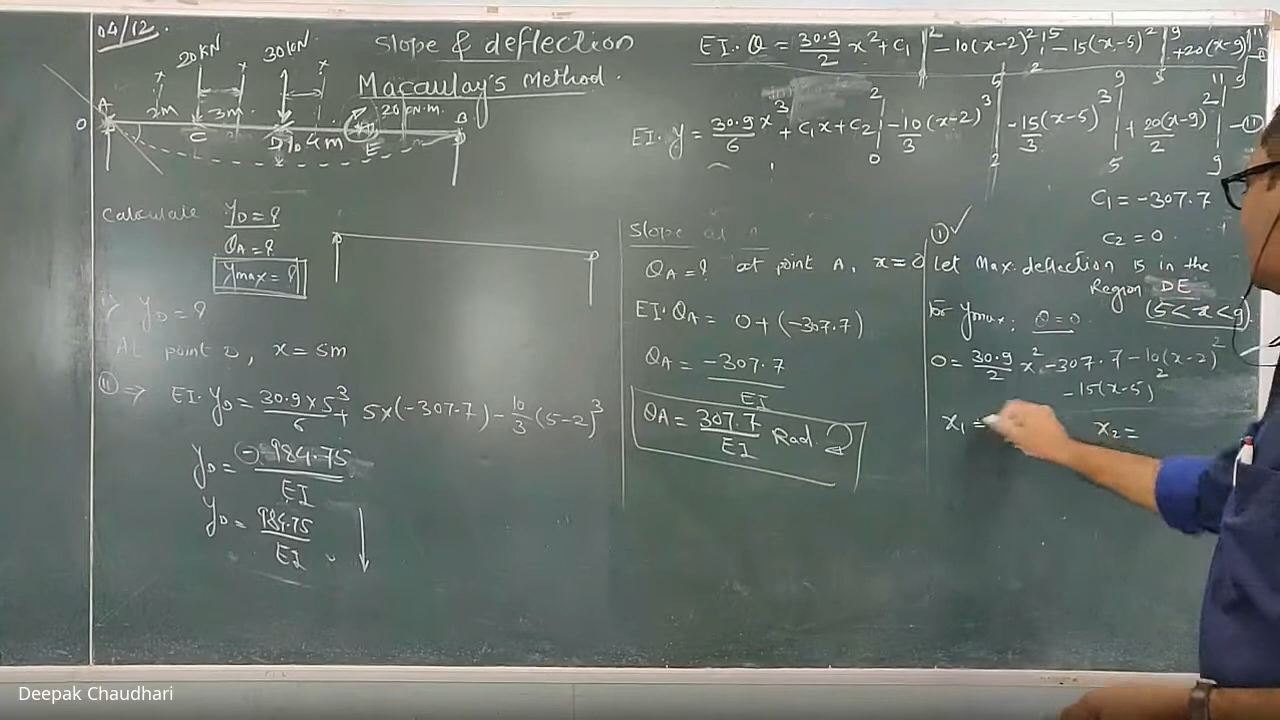 04/12
Slope & deflection
Macaulay's Method.
20 kN
30 kN
20 kN.m.
A
B
0
2m
3m
4m
C
D
E
Calculate y_D = ?
θ_A = ?
y_max = ?
i> y_D = ?
At point D, x = 5m
(II) ⇒ EI. y_D = 30.9 × 5³ / 6 + 5 × (-307.7) - 10/3 (5-2)³
y_D = (-) 984.75 / EI
y_D = 984.75 / EI ↓
EI. θ = 30.9/2 x² + C₁ | - 10(x-2)² | - 15(x-5)² | + 20(x-9)
EI. y = 30.9/6 x³ + C₁x + C₂ | - 10/3 (x-2)³ | - 15/3 (x-5)³ | + 20(x-9)²/2 | - (II)
C₁ = -307.7
C₂ = 0.
Slope at
θ_A = ? at point A, x = 0
EI. θ_A = 0 + (-307.7)
θ_A = -307.7 / EI
θ_A = 307.7 / EI Rad.
Let Max. deflection is in the
Region DE
(5 < x < 9).
For y_max; θ = 0
0 = 30.9/2 x² - 307.7 - 10(x-2)²
- 15(x-5)²
x₁ =
x₂ =
Deepak Chaudhari